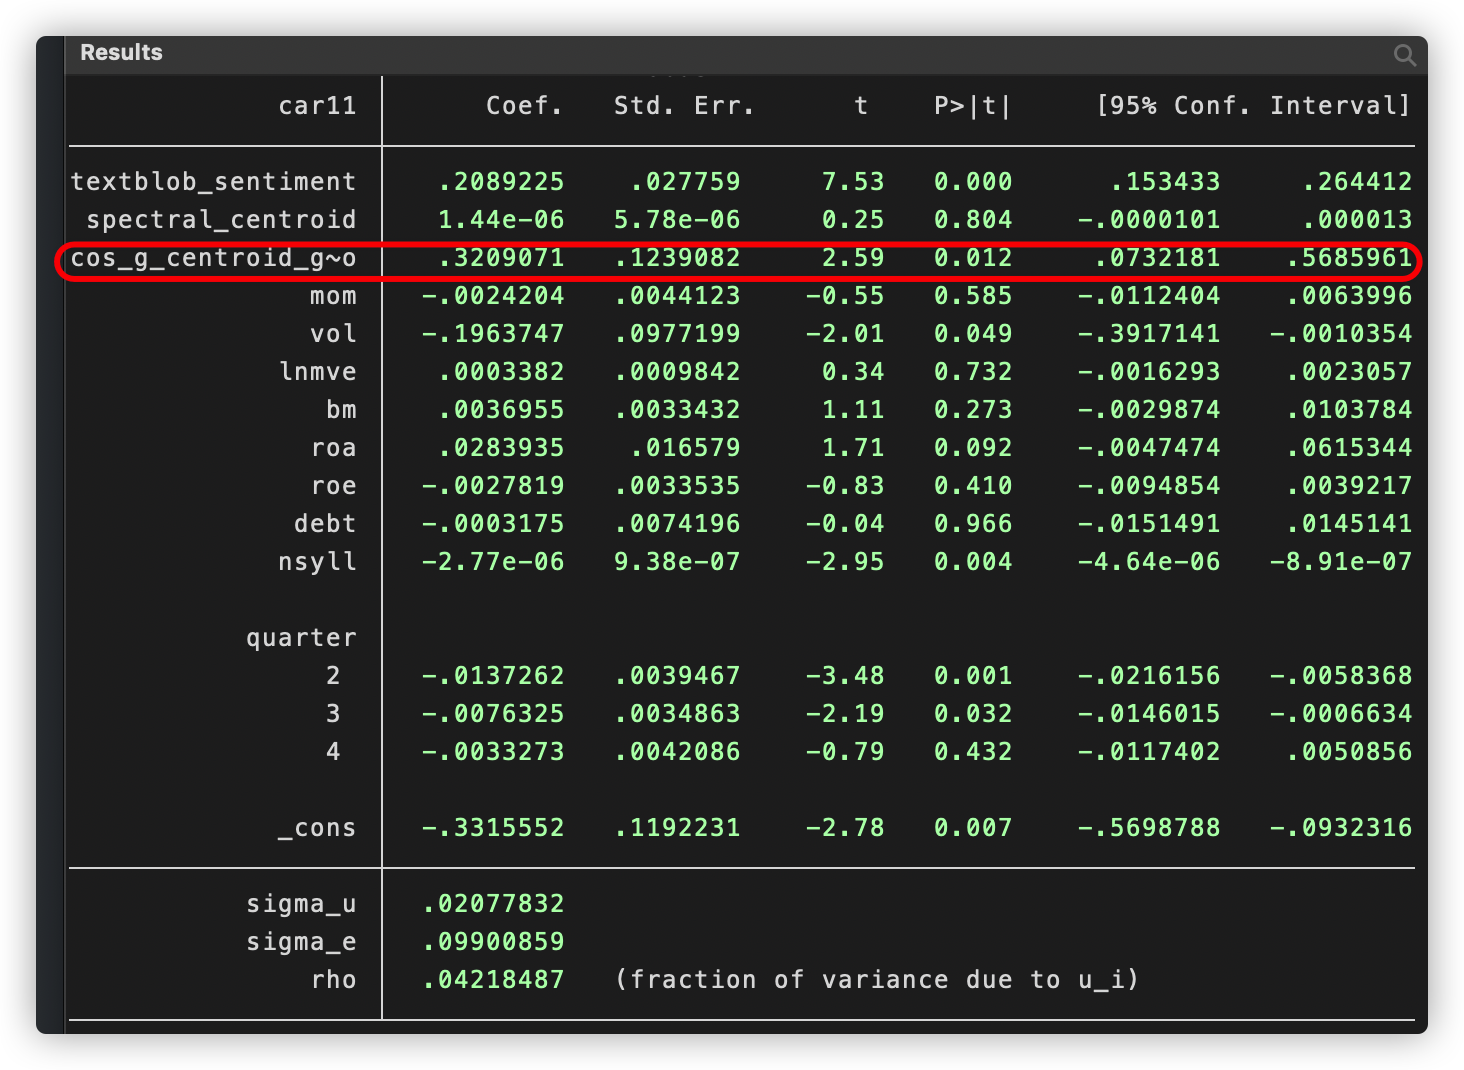 Results
car11 Coef. Std. Err. t P>|t| [95% Conf. Interval]
textblob_sentiment .2089225 .027759 7.53 0.000 .153433 .264412
spectral_centroid 1.44e-06 5.78e-06 0.25 0.804 -.0000101 .000013
cos_g_centroid_g~o .3209071 .1239082 2.59 0.012 .0732181 .5685961
mom -.0024204 .0044123 -0.55 0.585 -.0112404 .0063996
vol -.1963747 .0977199 -2.01 0.049 -.3917141 -.0010354
lnmve .0003382 .0009842 0.34 0.732 -.0016293 .0023057
bm .0036955 .0033432 1.11 0.273 -.0029874 .0103784
roa .0283935 .016579 1.71 0.092 -.0047474 .0615344
roe -.0027819 .0033535 -0.83 0.410 -.0094854 .0039217
debt -.0003175 .0074196 -0.04 0.966 -.0151491 .0145141
nsyll -2.77e-06 9.38e-07 -2.95 0.004 -4.64e-06 -8.91e-07
quarter
2 -.0137262 .0039467 -3.48 0.001 -.0216156 -.0058368
3 -.0076325 .0034863 -2.19 0.032 -.0146015 -.0006634
4 -.0033273 .0042086 -0.79 0.432 -.0117402 .0050856
_cons -.3315552 .1192231 -2.78 0.007 -.5698788 -.0932316
sigma_u .02077832
sigma_e .09900859
rho .04218487 (fraction of variance due to u_i)